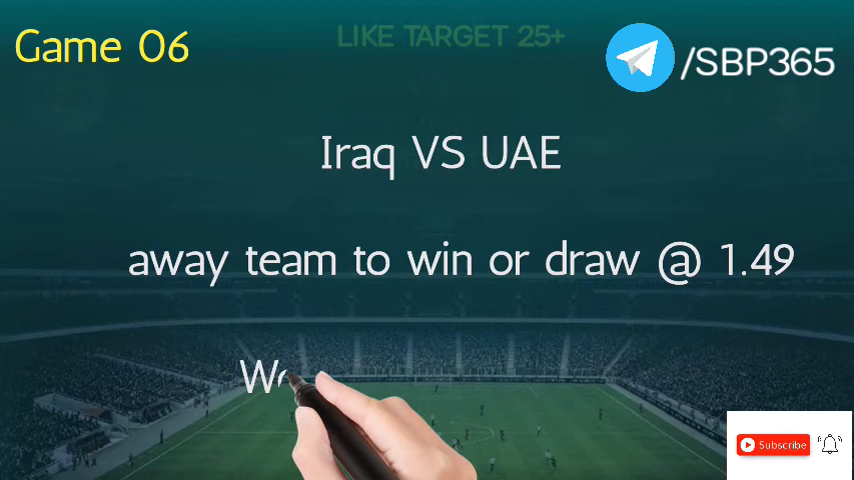 Game 06
LIKE TARGET 25+
/SBP365
Iraq VS UAE
away team to win or draw @ 1.49
Subscribe